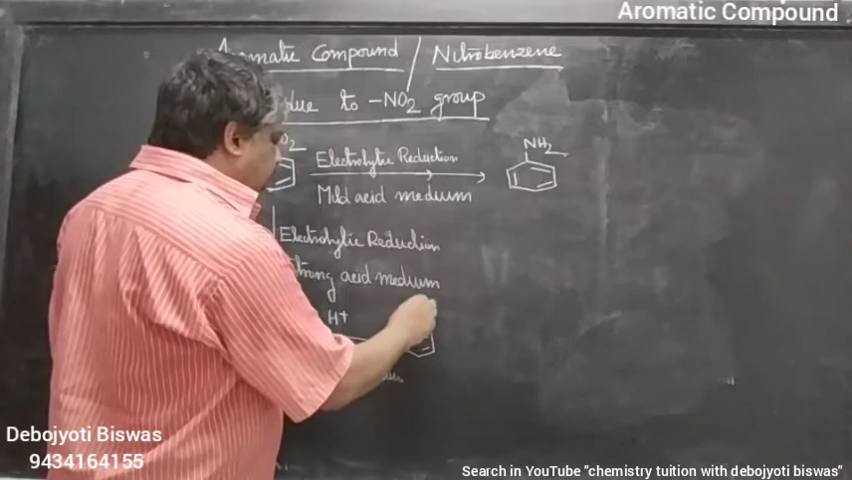 Aromatic Compound
Aromatic Compound / Nitrobenzene
due to -NO2 group
NH2
Electrolytic Reduction
Mild acid medium
Electrolytic Reduction
Strong acid medium
H+
Debojyoti Biswas
9434164155
Search in YouTube "chemistry tuition with debojyoti biswas"